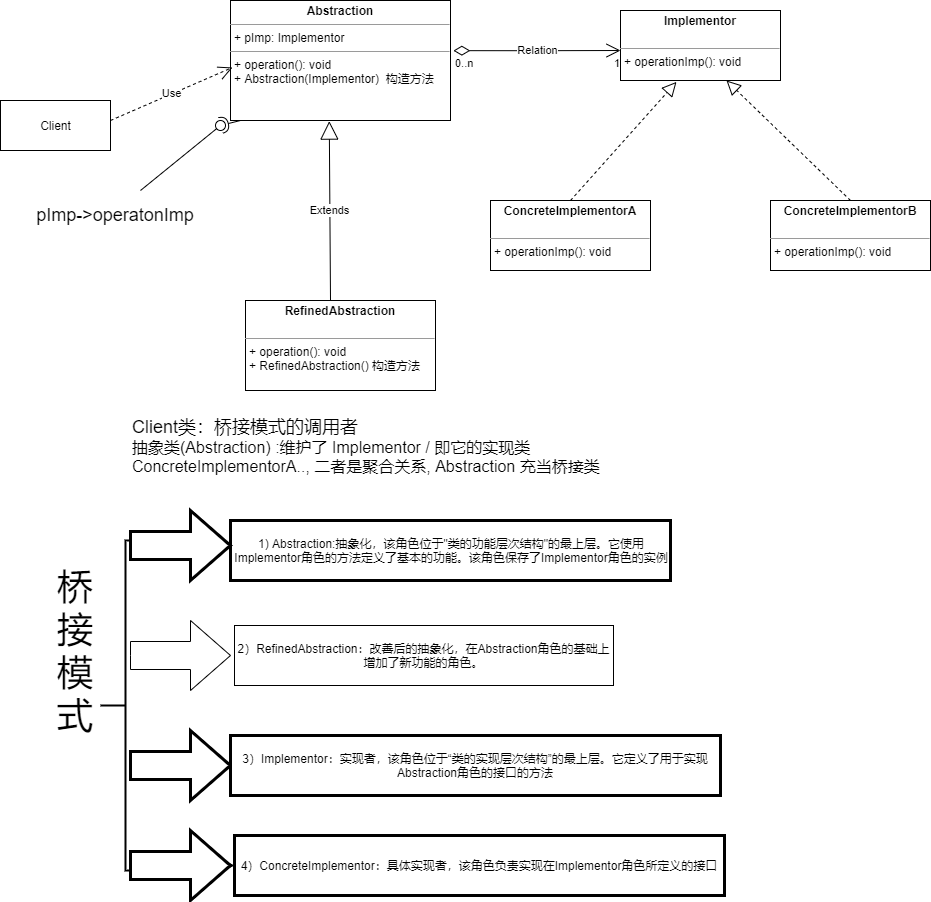 Abstraction
+ pImp: Implementor
+ operation(): void
+ Abstraction(Implementor) 构造方法
Relation
0..n
1
Implementor
+ operationImp(): void
Use
Client
pImp->operatonImp
Extends
ConcreteImplementorA
+ operationImp(): void
ConcreteImplementorB
+ operationImp(): void
RefinedAbstraction
+ operation(): void
+ RefinedAbstraction() 构造方法
Client类：桥接模式的调用者
抽象类(Abstraction) :维护了 Implementor / 即它的实现类
ConcreteImplementorA.., 二者是聚合关系, Abstraction 充当桥接类
桥接模式
1) Abstraction:抽象化，该角色位于“类的功能层次结构”的最上层。它使用
Implementor角色的方法定义了基本的功能。该角色保存了Implementor角色的实例
2）RefinedAbstraction：改善后的抽象化，在Abstraction角色的基础上
增加了新功能的角色。
3）Implementor：实现者，该角色位于“类的实现层次结构”的最上层。它定义了用于实现
Abstraction角色的接口的方法
4）ConcreteImplementor：具体实现者，该角色负责实现在Implementor角色所定义的接口